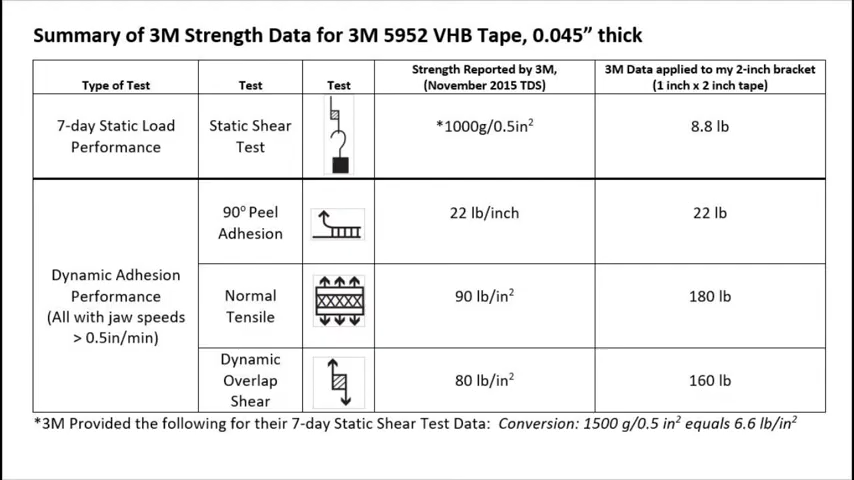 Summary of 3M Strength Data for 3M 5952 VHB Tape, 0.045” thick
Type of Test
Test
Test
Strength Reported by 3M,
(November 2015 TDS)
3M Data applied to my 2-inch bracket
(1 inch x 2 inch tape)
7-day Static Load
Performance
Static Shear
Test
*1000g/0.5in²
8.8 lb
Dynamic Adhesion
Performance
(All with jaw speeds
> 0.5in/min)
90° Peel
Adhesion
22 lb/inch
22 lb
Normal
Tensile
90 lb/in²
180 lb
Dynamic
Overlap
Shear
80 lb/in²
160 lb
*3M Provided the following for their 7-day Static Shear Test Data: Conversion: 1500 g/0.5 in² equals 6.6 lb/in²